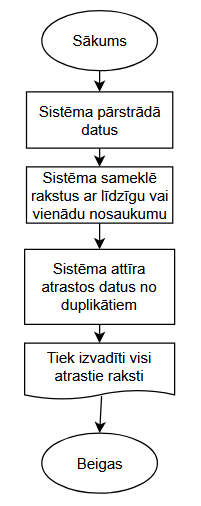 Sākums
Sistēma pārstrādā
datus
Sistēma sameklē
rakstus ar līdzīgu vai
vienādu nosaukumu
Sistēma attīra
atrastos datus no
duplikātiem
Tiek izvadīti visi
atrastie raksti
Beigas